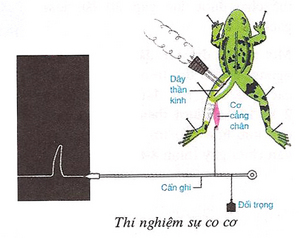 Dây
thần
kinh
Cơ
cẳng
chân
Cần ghi
Đối trọng
Thí nghiệm sự co cơ